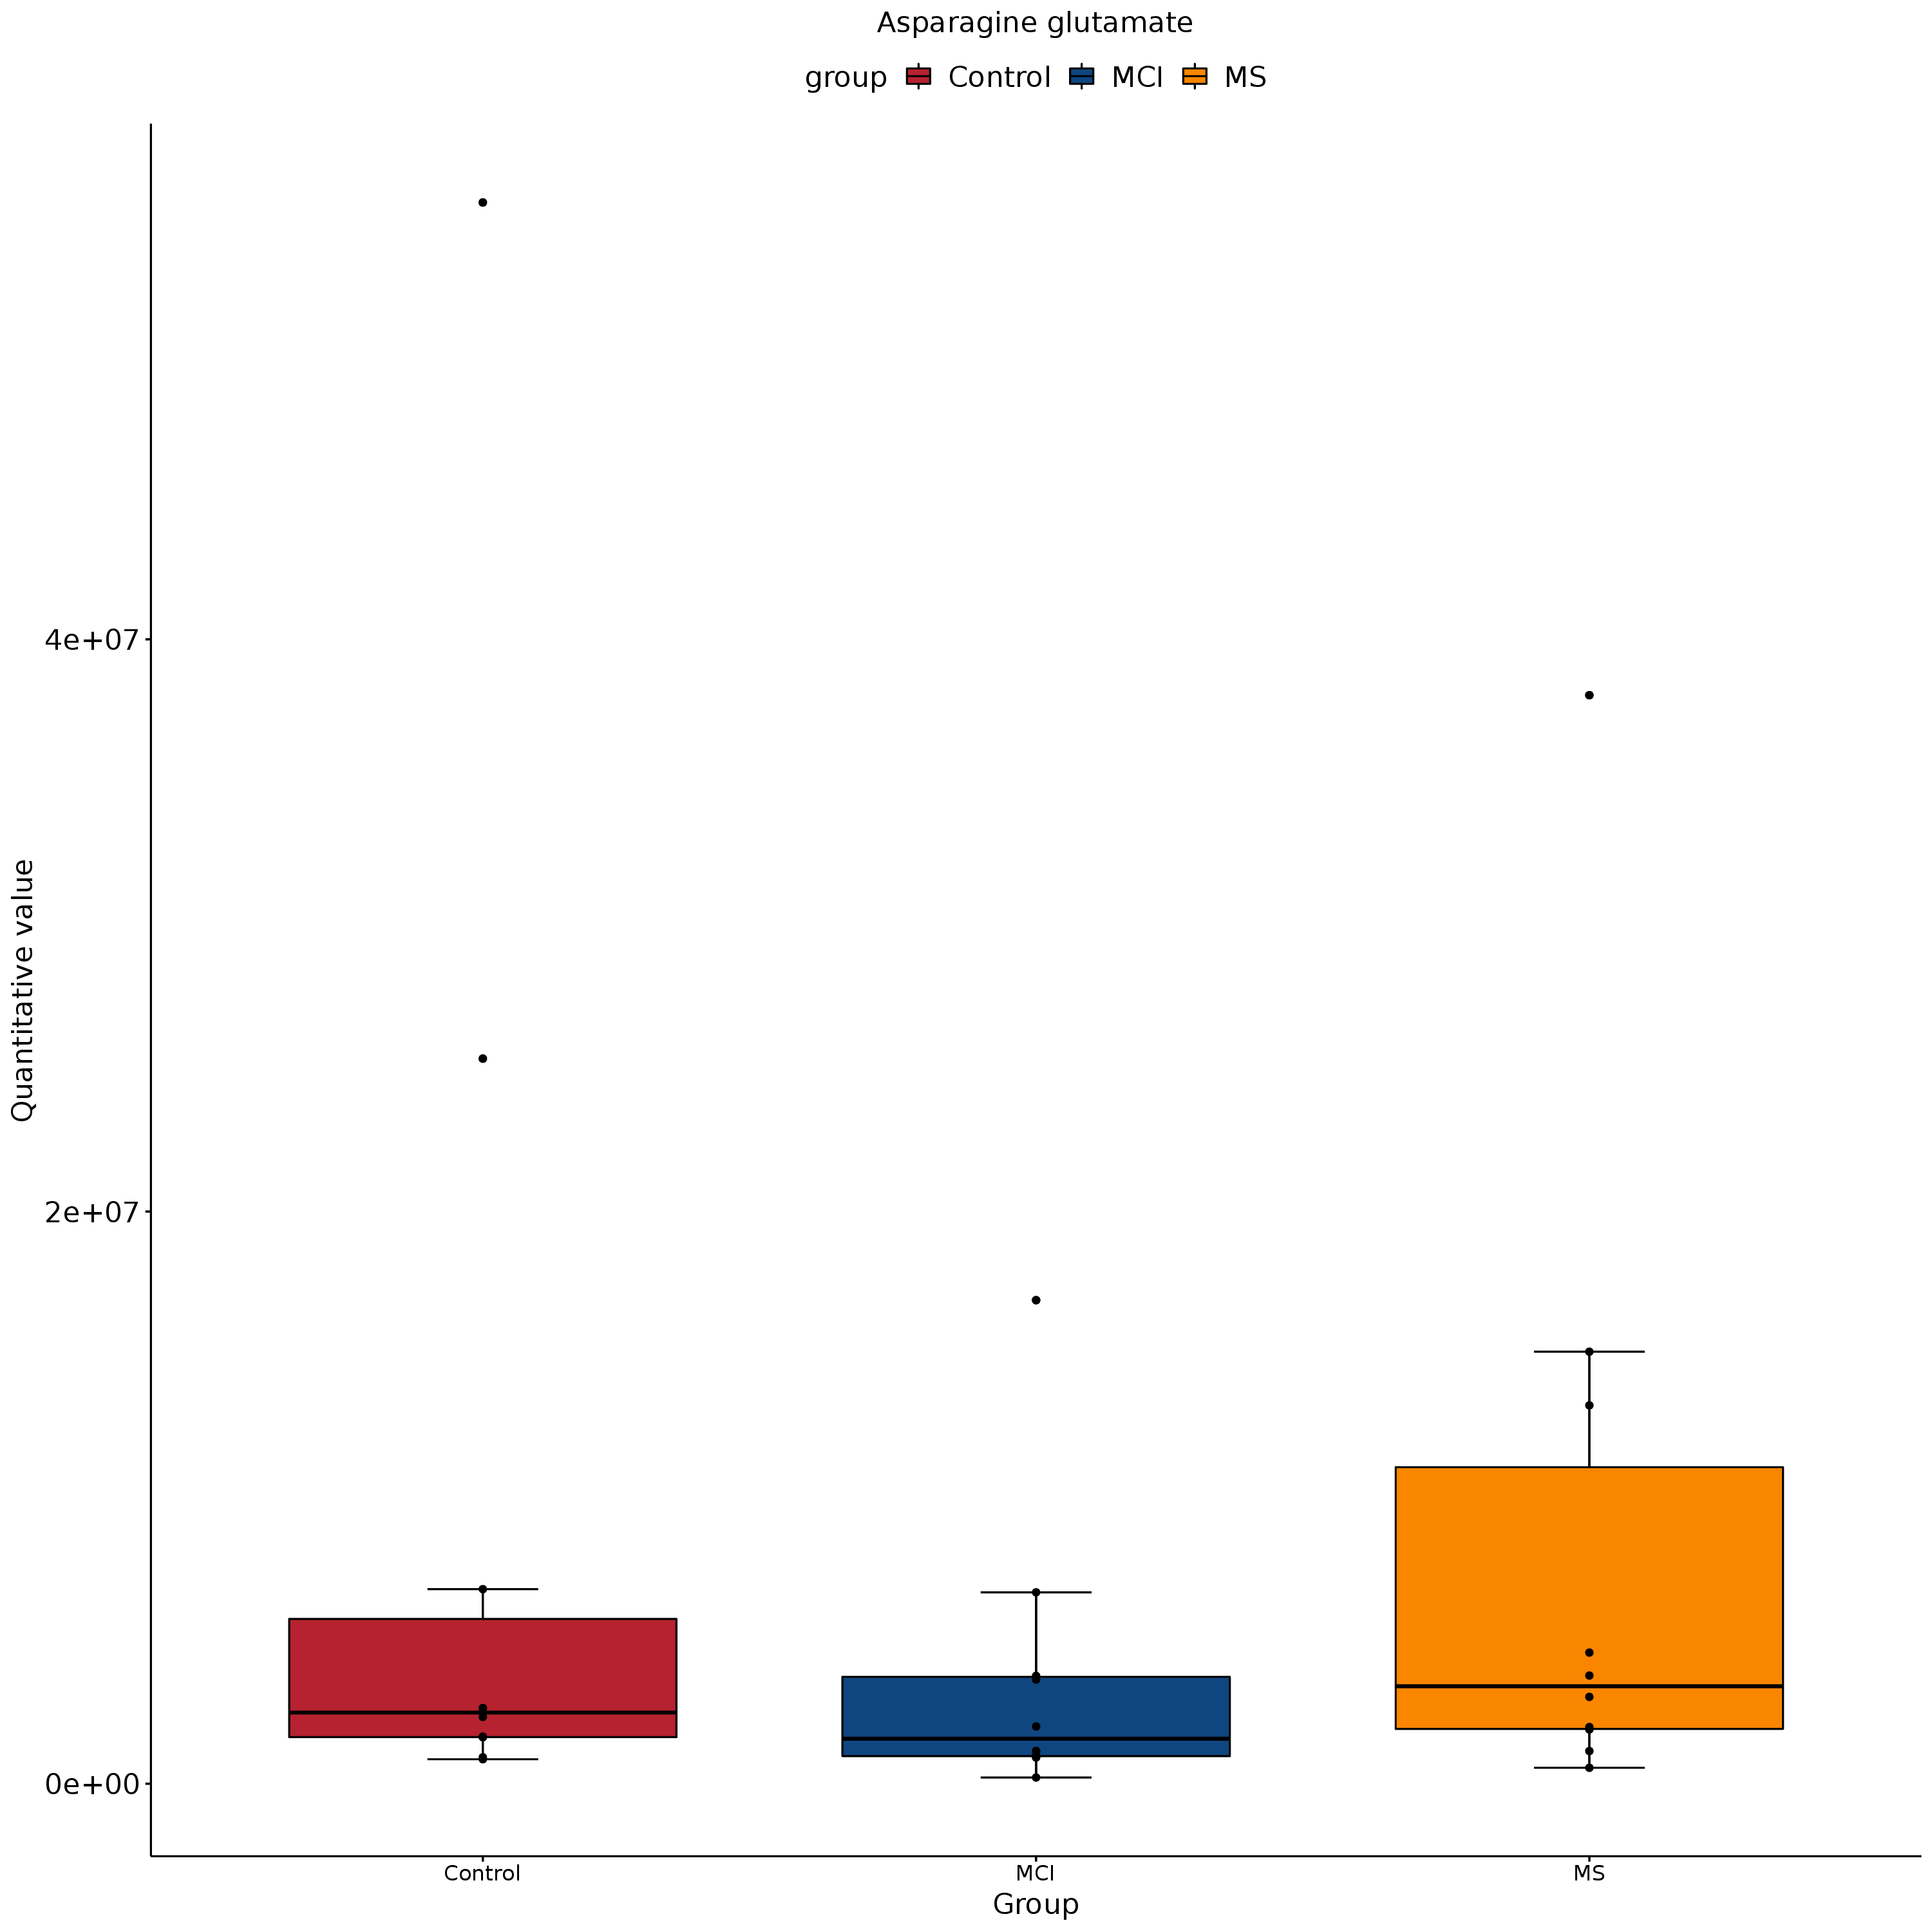 Asparagine glutamate
group Control MCI MS
Quantitative value
4e+07
2e+07
0e+00
Control MCI MS
Group